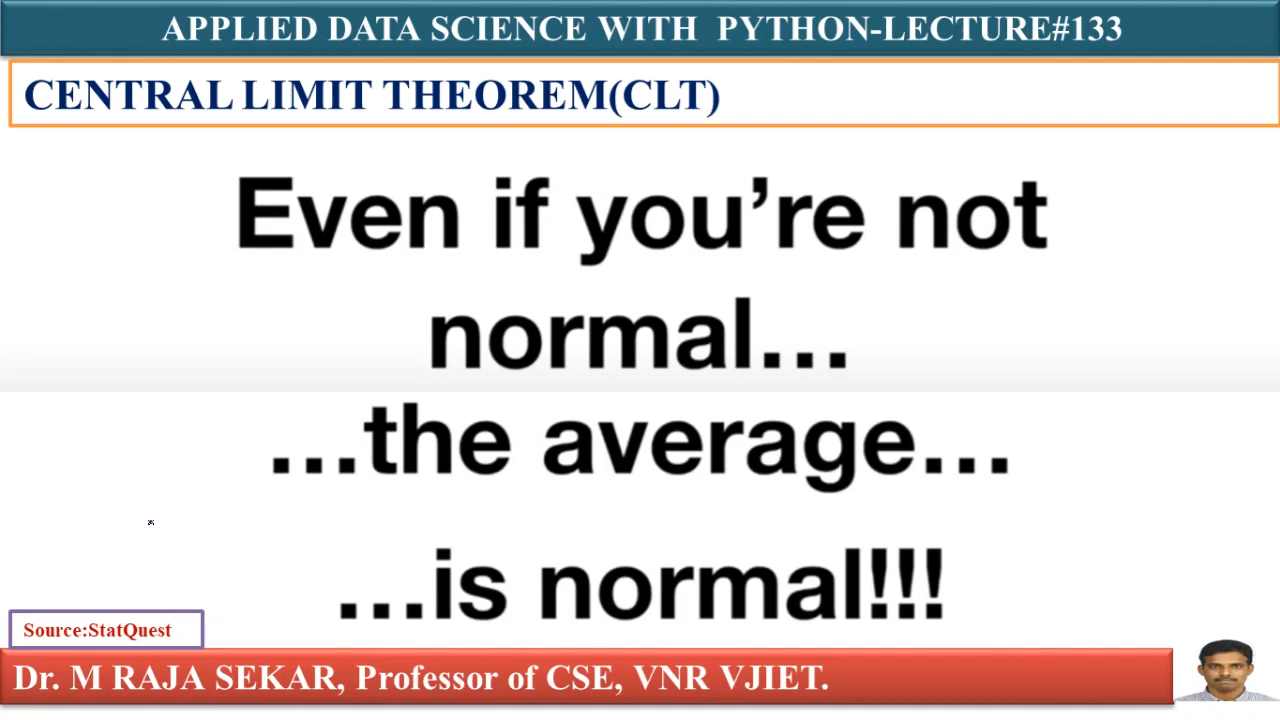 APPLIED DATA SCIENCE WITH PYTHON-LECTURE#133
CENTRAL LIMIT THEOREM(CLT)
Even if you’re not
normal…
…the average…
…is normal!!!
Source:StatQuest
Dr. M RAJA SEKAR, Professor of CSE, VNR VJIET.